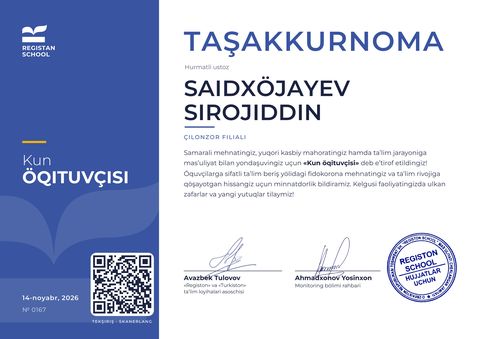 REGISTAN
SCHOOL
TAŞAKKURNOMA
Hurmatli ustoz
SAIDXÖJAYEV
SIROJIDDIN
ÇILONZOR FILIALI
Samarali mehnatingiz, yuqori kasbiy mahoratingiz hamda ta'lim jarayoniga
mas'uliyat bilan yondaşuvingiz uçun «Kun öqituvçisi» deb e'tirof etildingiz!
Öquvçilarga sifatli ta'lim beriş yölidagi fidokorona mehnatingiz va ta'lim rivojiga
qöşayotgan hissangiz uçun minnatdorlik bildiramiz. Kelgusi faoliyatingizda ulkan
zafarlar va yangi yutuqlar tilaymiz!
Kun
ÖQITUVÇISI
Avazbek Tulovov
«Registon» va «Turkiston»
ta'lim loyihalari asoschisi
Ahmadxonov Yosinxon
Monitoring bölimi rahbari
REGISTON
SCHOOL
HUJJATLAR
UCHUN
14-noyabr, 2026
№ 0167
TEKŞIRIŞ - SKANERLANG